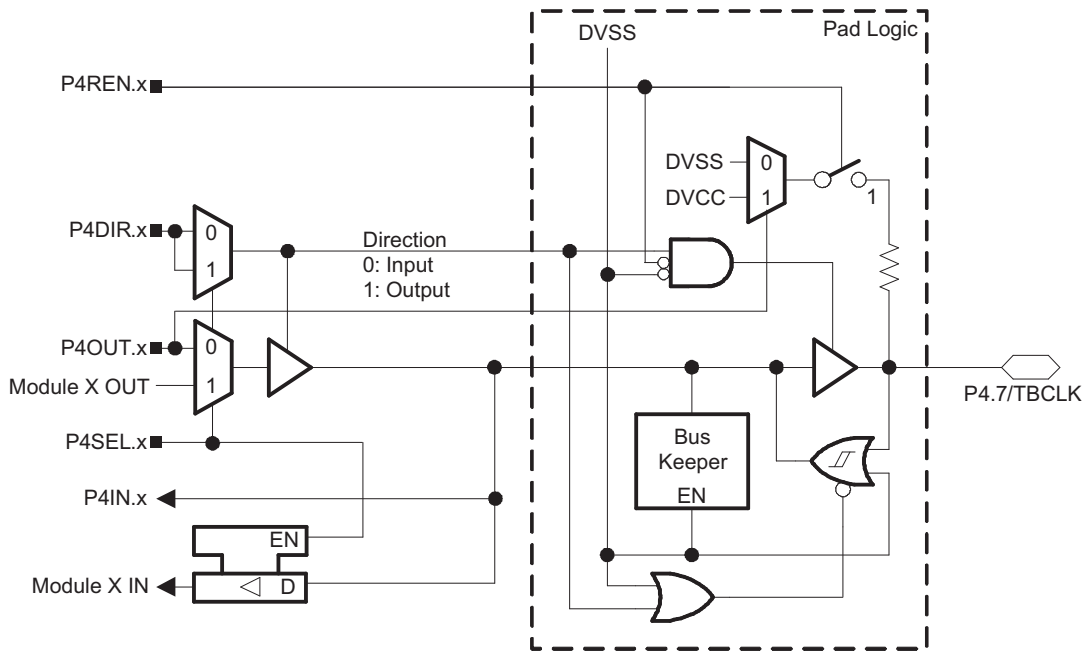 DVSS
Pad Logic
P4REN.x
DVSS
0
DVCC
1
1
P4DIR.x
0
1
Direction
0: Input
1: Output
P4OUT.x
0
Module X OUT
1
P4.7/TBCLK
P4SEL.x
Bus
Keeper
EN
P4IN.x
EN
Module X IN
D